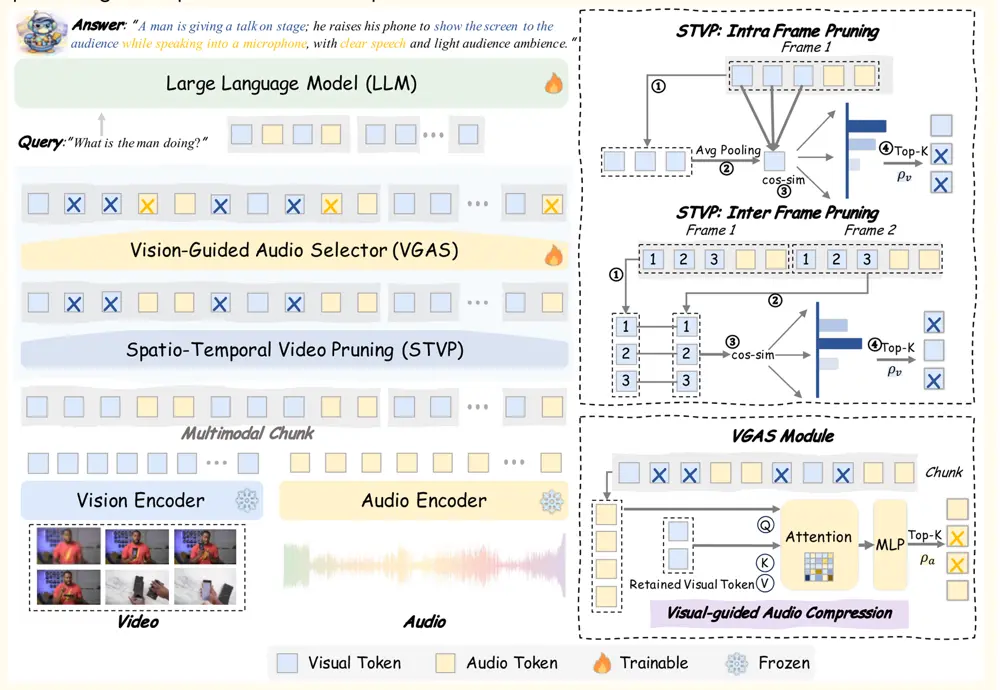 Answer: "A man is giving a talk on stage; he raises his phone to show the screen to the
audience while speaking into a microphone, with clear speech and light audience ambience."
Large Language Model (LLM)
Query:"What is the man doing?"
Vision-Guided Audio Selector (VGAS)
Spatio-Temporal Video Pruning (STVP)
Multimodal Chunk
Vision Encoder
Audio Encoder
Video
Audio
STVP: Intra Frame Pruning
Frame 1
①
Avg Pooling
②
cos-sim
③
④Top-K
ρᵥ
STVP: Inter Frame Pruning
Frame 1 Frame 2
1 2 3 1 2 3
①
②
1 1
2 2
3 3
③
cos-sim
④Top-K
ρᵥ
VGAS Module
Chunk
Q
K
V
Retained Visual Token
Attention
MLP
Top-K
ρₐ
Visual-guided Audio Compression
Visual Token Audio Token Trainable Frozen